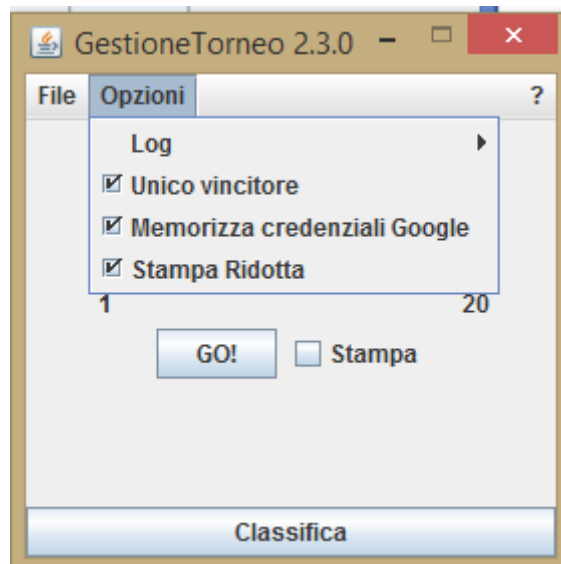 GestioneTorneo 2.3.0
File Opzioni ?
Log
Unico vincitore
Memorizza credenziali Google
Stampa Ridotta
1 20
GO! Stampa
Classifica